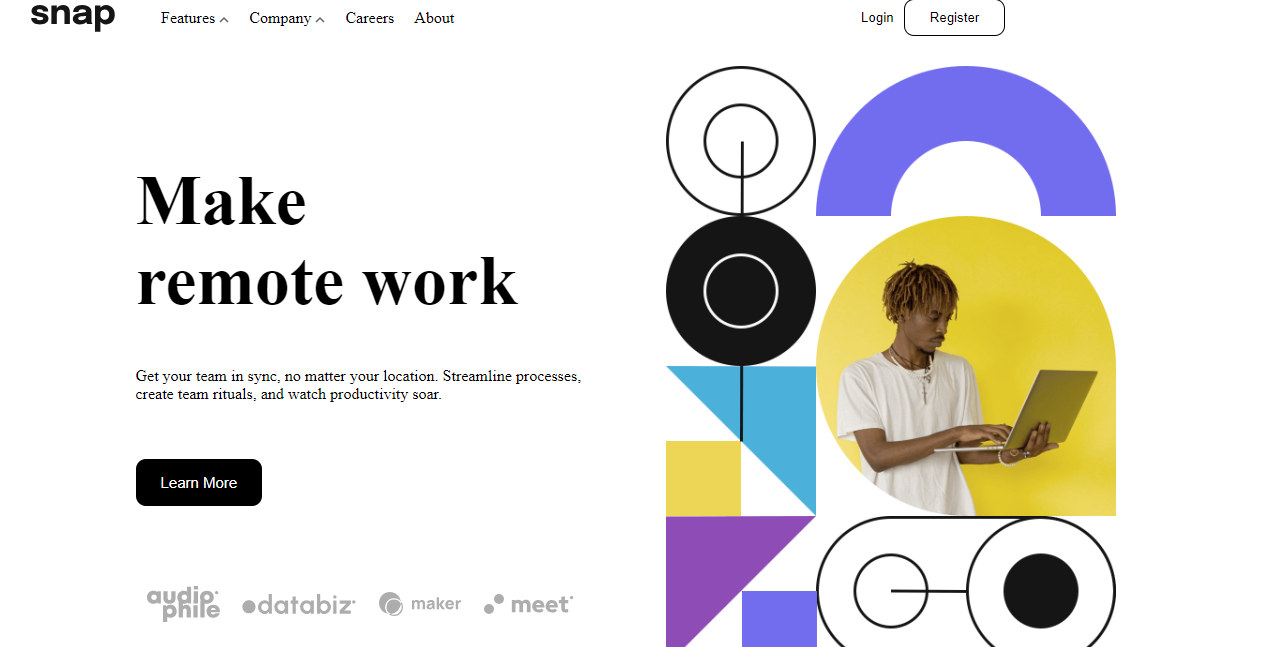 snap Features Company Careers About Login Register
Make
remote work
Get your team in sync, no matter your location. Streamline processes,
create team rituals, and watch productivity soar.
Learn More
audiophile databiz maker meet